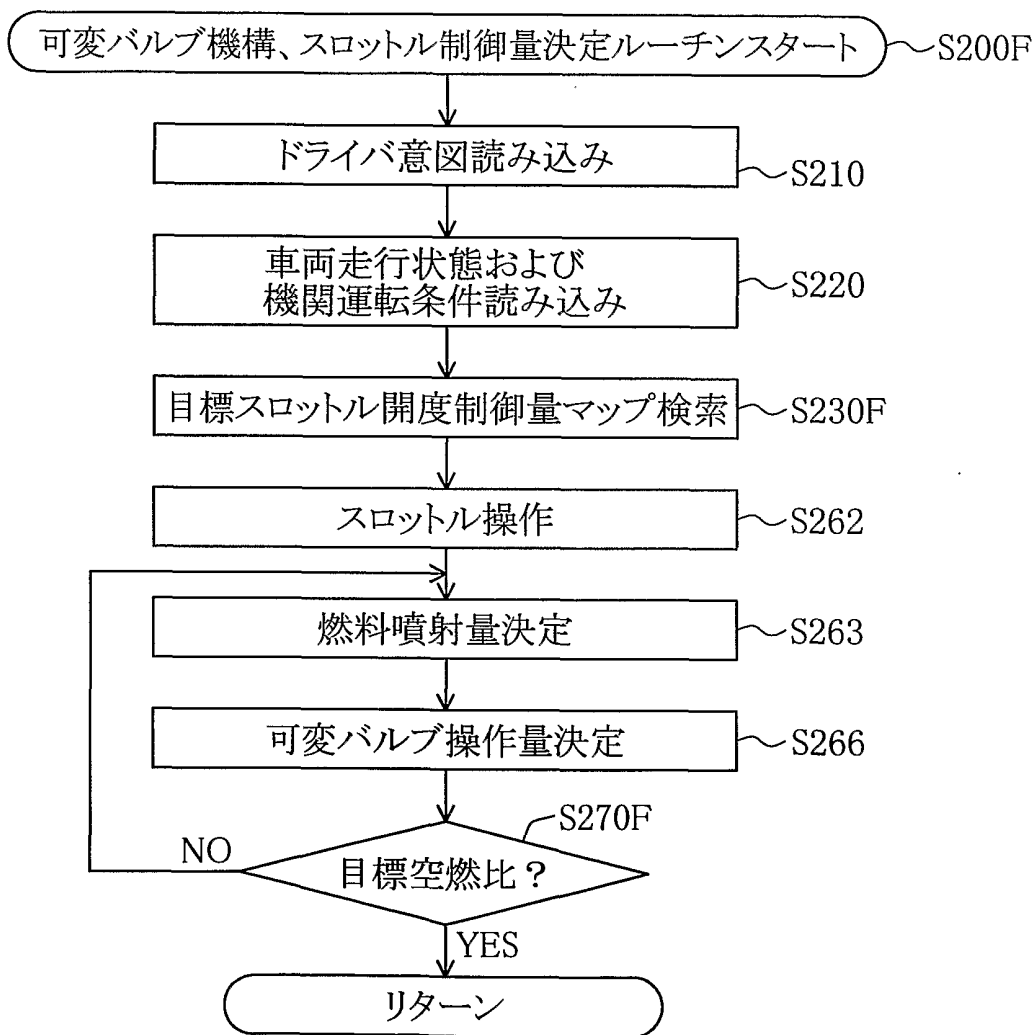 可変バルブ機構、スロットル制御量決定ルーチンスタート
S200F
ドライバ意図読み込み
S210
車両走行状態および
機関運転条件読み込み
S220
目標スロットル開度制御量マップ検索
S230F
スロットル操作
S262
燃料噴射量決定
S263
可変バルブ操作量決定
S266
S270F
NO
目標空燃比?
YES
リターン